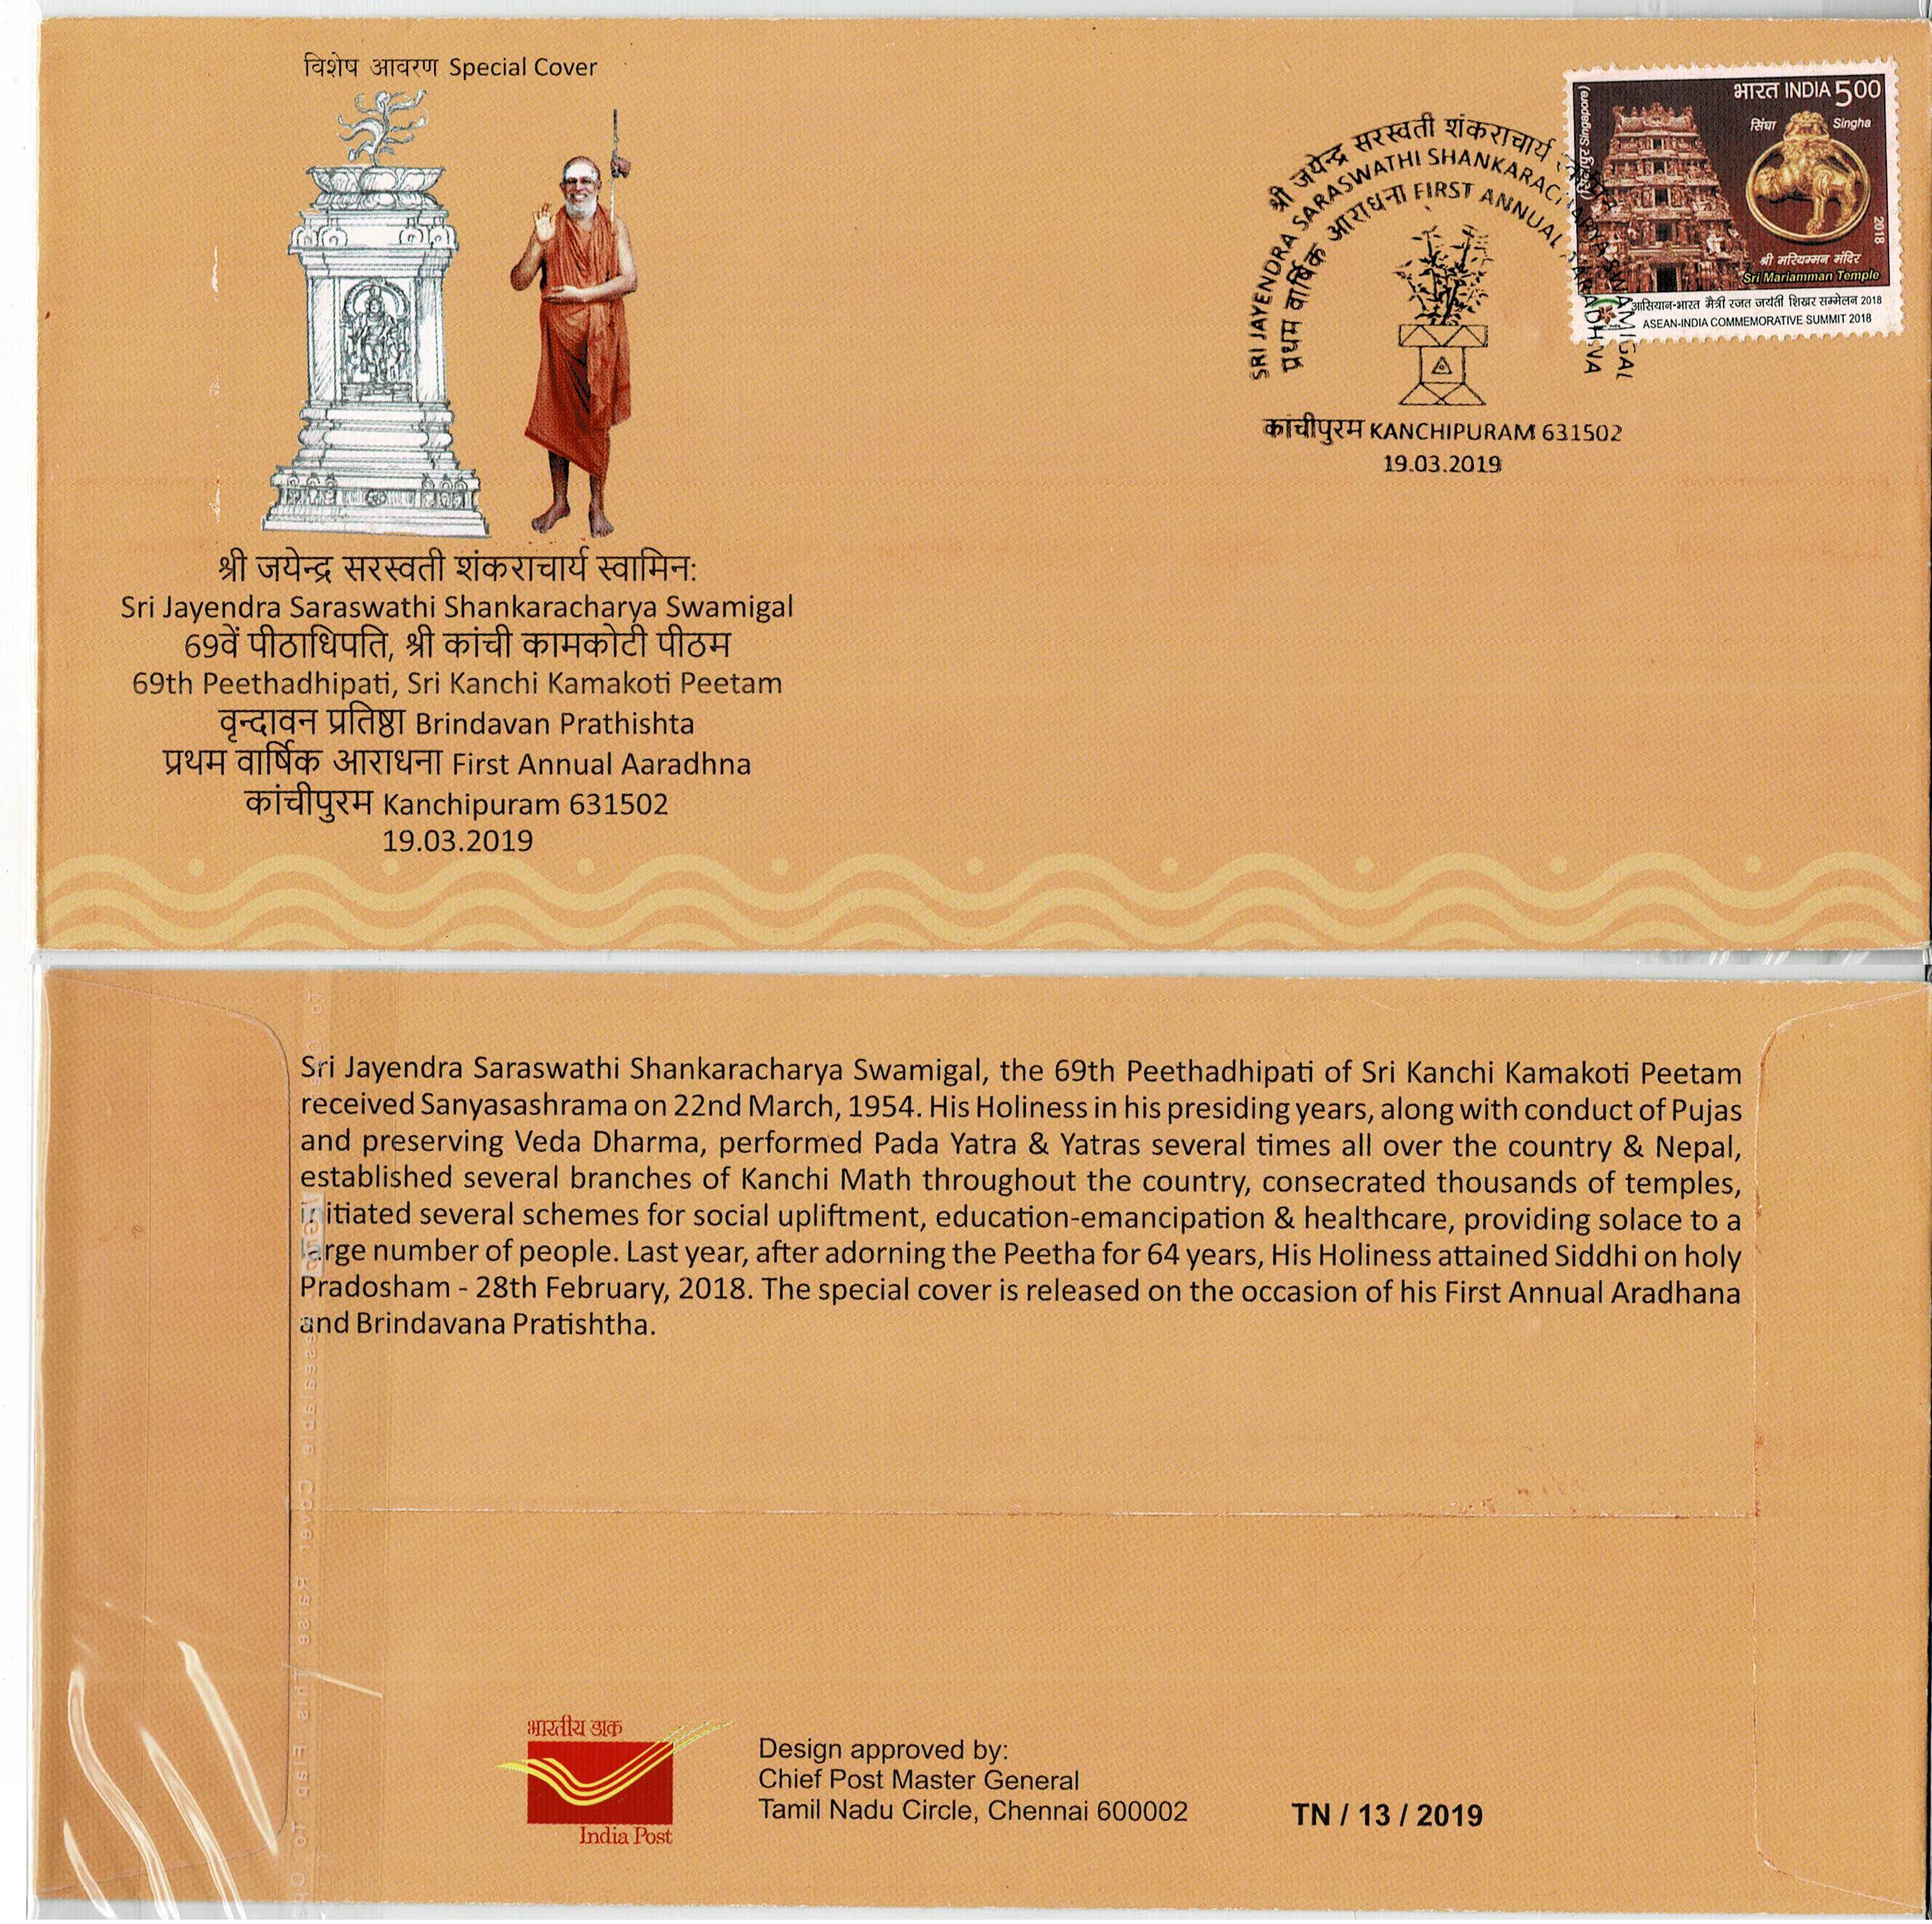 विशेष आवरण Special Cover
श्री जयेन्द्र सरस्वती शंकराचार्य स्वामिन:
Sri Jayendra Saraswathi Shankaracharya Swamigal
69वें पीठाधिपति, श्री कांची कामकोटी पीठम
69th Peethadhipati, Sri Kanchi Kamakoti Peetam
वृन्दावन प्रतिष्ठा Brindavan Prathishta
प्रथम वार्षिक आराधना First Annual Aaradhna
कांचीपुरम Kanchipuram 631502
19.03.2019
श्री जयेन्द्र सरस्वती शंकराचार्य
SRI JAYENDRA SARASWATHI SHANKARACHARYA SWAMIGAL
प्रथम वार्षिक आराधना FIRST ANNUAL AARADHNA
कांचीपुरम KANCHIPURAM 631502
19.03.2019
भारत INDIA 500
सिंघा Singha
Singapore)
2018
श्री मरियम्मन मंदिर
Sri Mariamman Temple
आसियान-भारत मैत्री रजत जयंती शिखर सम्मेलन 2018
ASEAN-INDIA COMMEMORATIVE SUMMIT 2018
Sri Jayendra Saraswathi Shankaracharya Swamigal, the 69th Peethadhipati of Sri Kanchi Kamakoti Peetam
received Sanyasashrama on 22nd March, 1954. His Holiness in his presiding years, along with conduct of Pujas
and preserving Veda Dharma, performed Pada Yatra & Yatras several times all over the country & Nepal,
established several branches of Kanchi Math throughout the country, consecrated thousands of temples,
initiated several schemes for social upliftment, education-emancipation & healthcare, providing solace to a
large number of people. Last year, after adorning the Peetha for 64 years, His Holiness attained Siddhi on holy
Pradosham - 28th February, 2018. The special cover is released on the occasion of his First Annual Aradhana
and Brindavana Pratishtha.
भारतीय डाक
India Post
Design approved by:
Chief Post Master General
Tamil Nadu Circle, Chennai 600002
TN / 13 / 2019